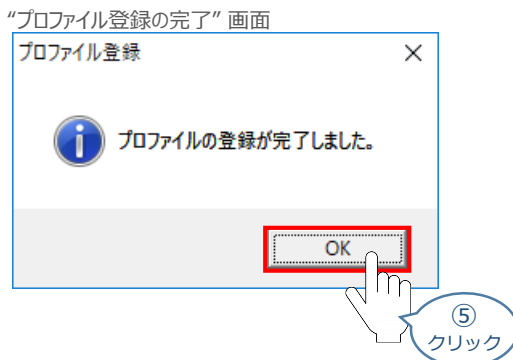 “プロファイル登録の完了” 画面
プロファイル登録
プロファイルの登録が完了しました。
OK
⑤
クリック